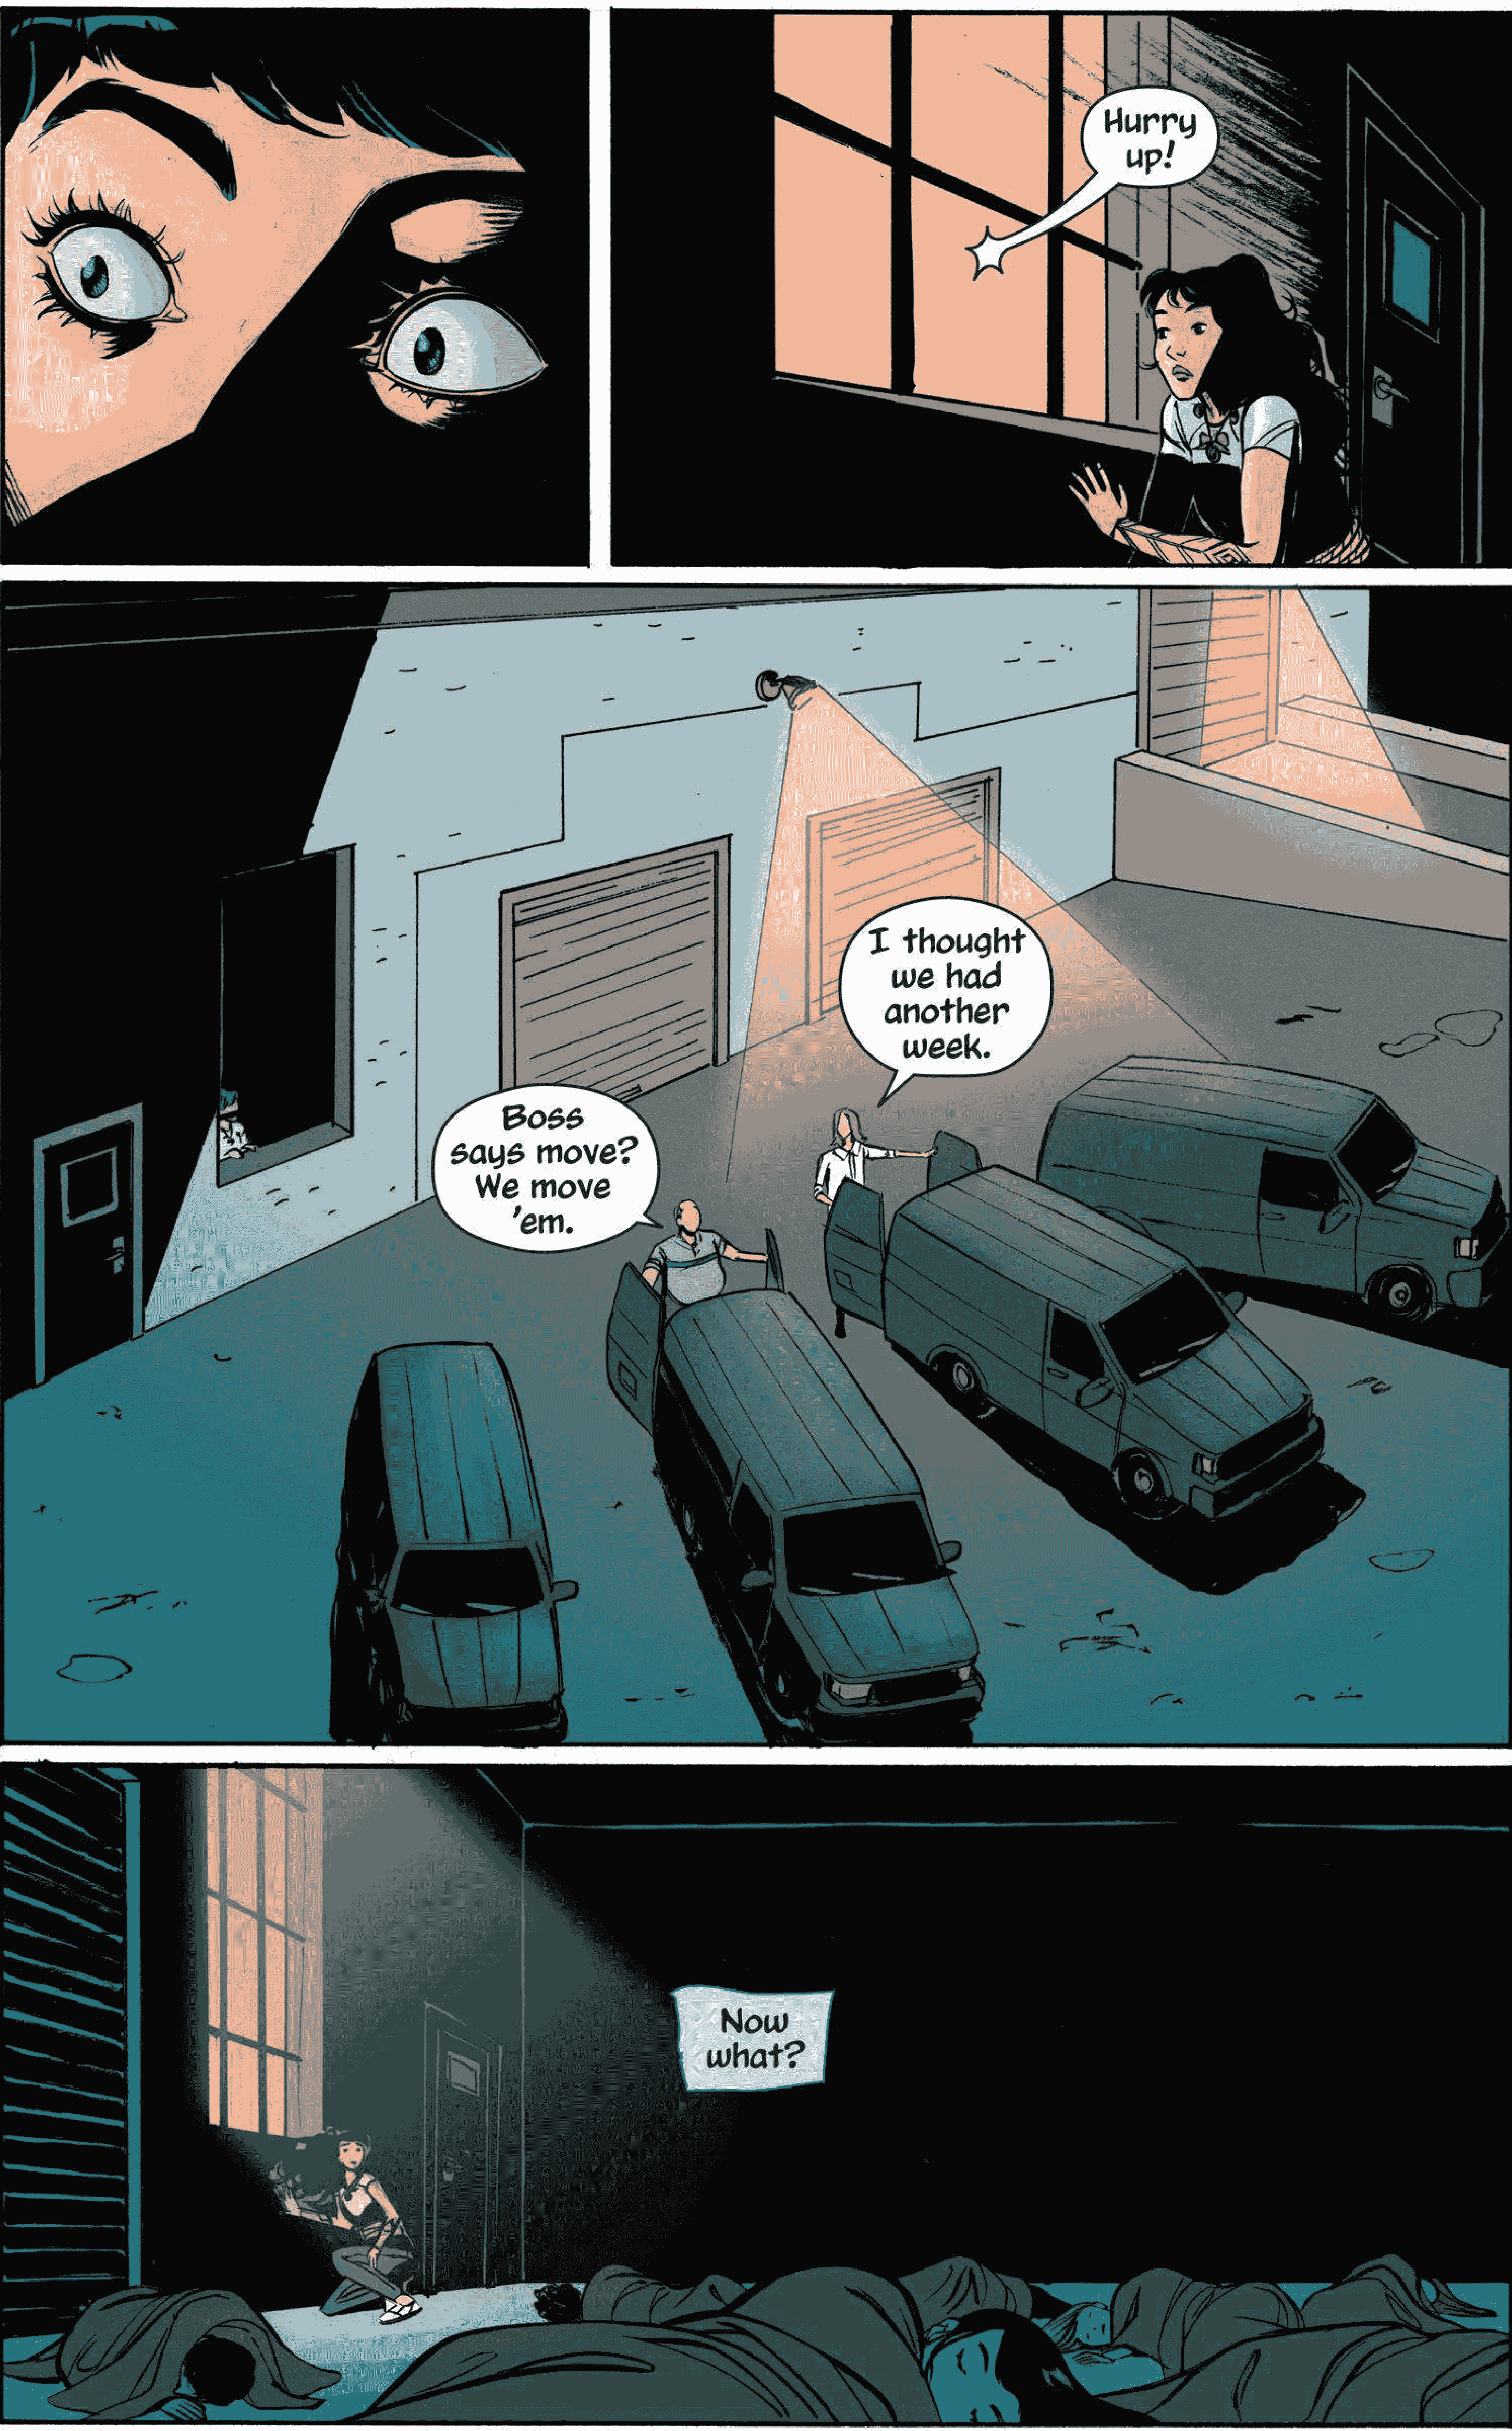 Hurry
up!
I thought
we had
another
week.
Boss
says move?
We move
'em.
Now
what?